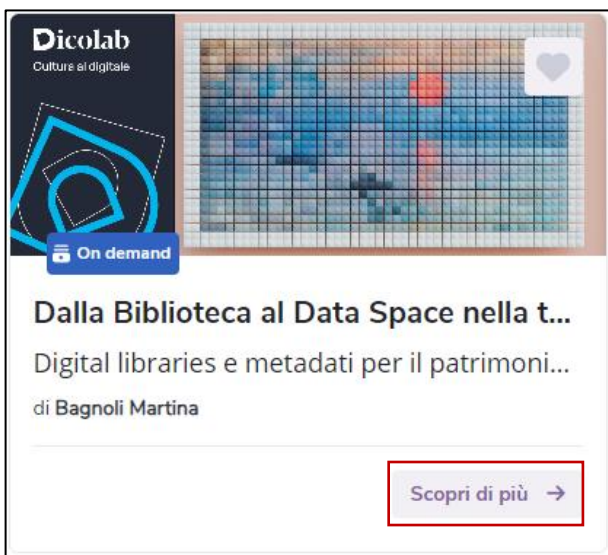 Dicolab
Cultura al digitale
On demand
Dalla Biblioteca al Data Space nella t...
Digital libraries e metadati per il patrimoni...
di Bagnoli Martina
Scopri di più →